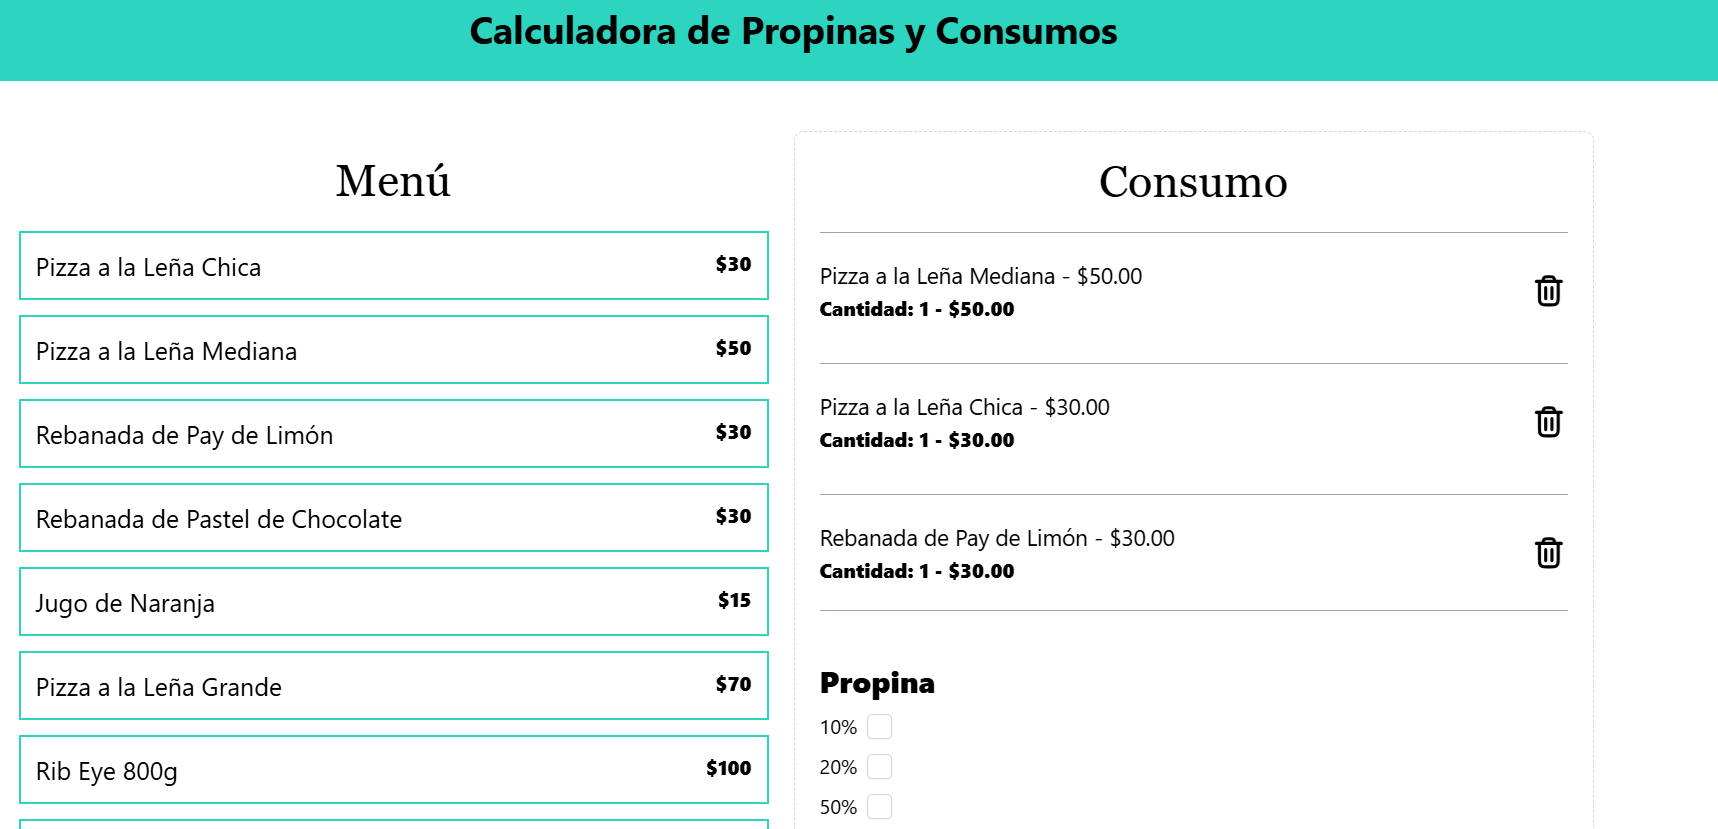 Calculadora de Propinas y Consumos
Menú
Pizza a la Leña Chica $30
Pizza a la Leña Mediana $50
Rebanada de Pay de Limón $30
Rebanada de Pastel de Chocolate $30
Jugo de Naranja $15
Pizza a la Leña Grande $70
Rib Eye 800g $100
Consumo
Pizza a la Leña Mediana - $50.00
Cantidad: 1 - $50.00
Pizza a la Leña Chica - $30.00
Cantidad: 1 - $30.00
Rebanada de Pay de Limón - $30.00
Cantidad: 1 - $30.00
Propina
10%
20%
50%